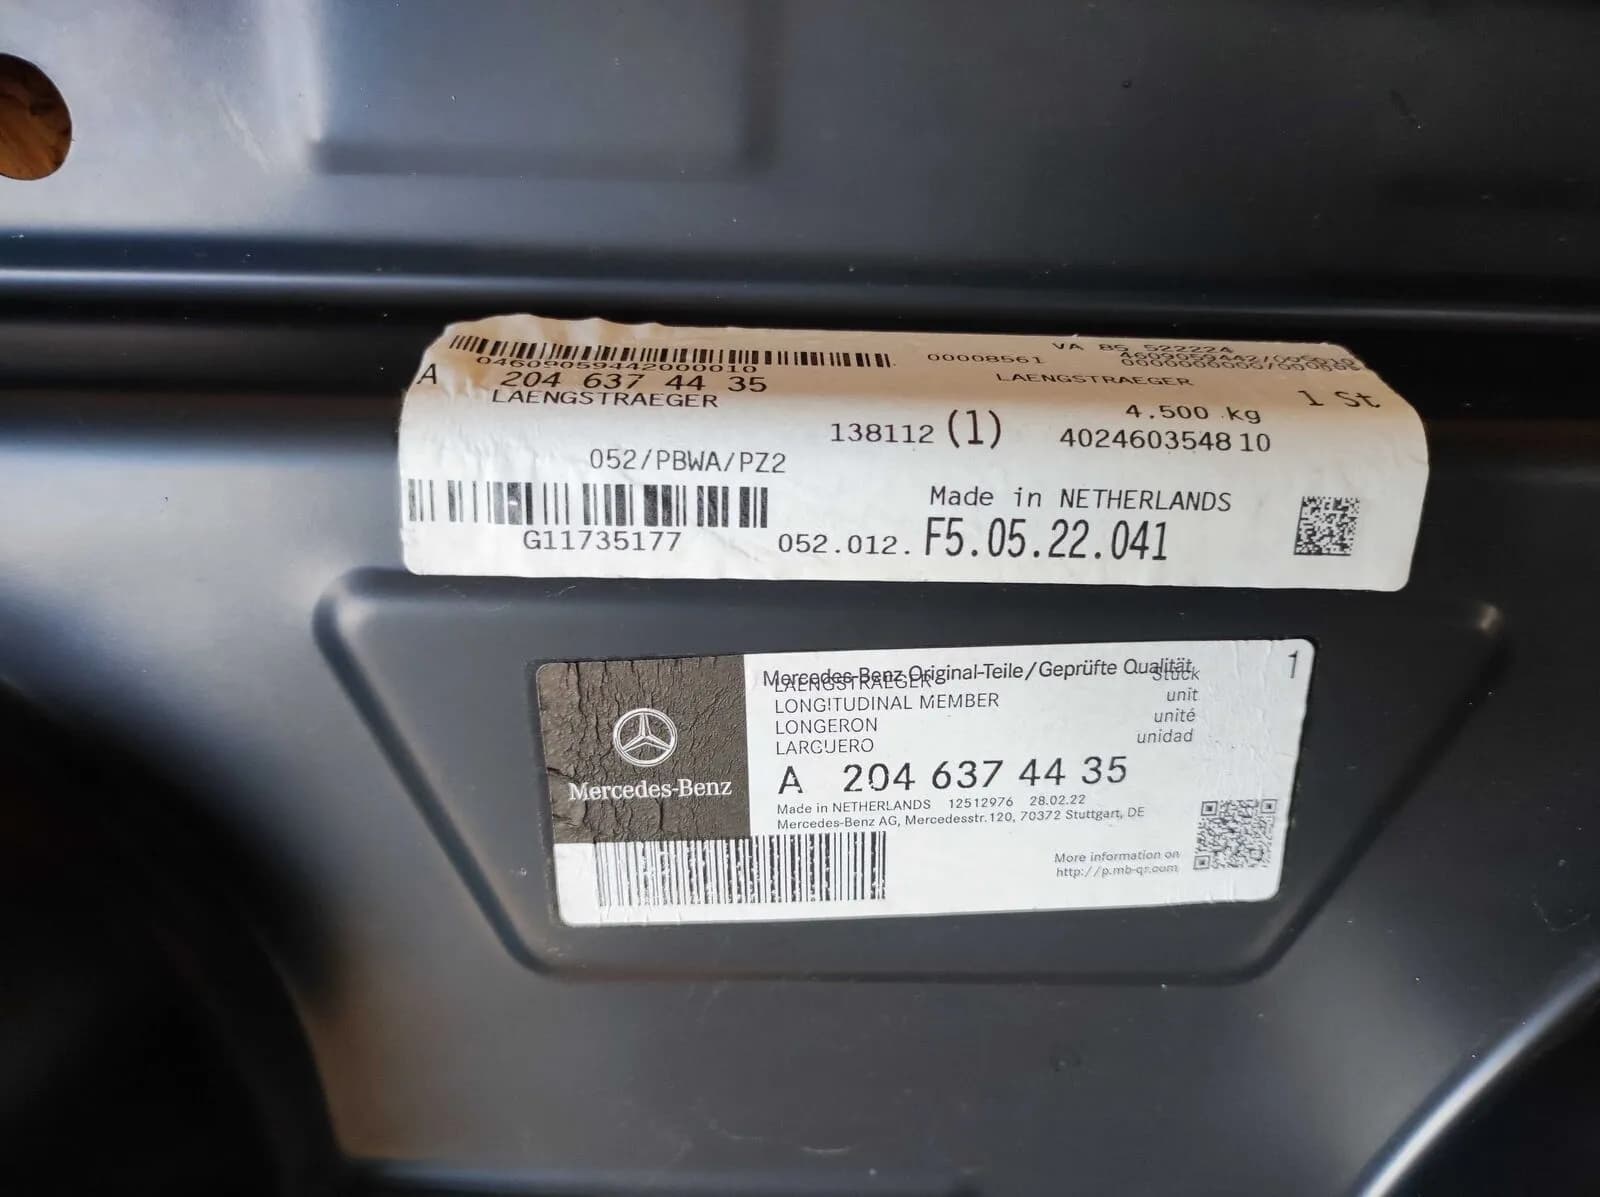 04609059442000010
00008561
VA 85 522224
A 204 637 44 35
LAENGSTRAEGER
LAENGSTRAEGER
1 St
4.500 kg
138112 (1)
402460354810
052/PBWA/PZ2
Made in NETHERLANDS
G11735177
052.012. F5.05.22.041
Mercedes-Benz Original-Teile/Geprüfte Qualität
1
LAENGSTRAEGER
Stück
LONGITUDINAL MEMBER
unit
LONGERON
unité
LARGUERO
unidad
A 204 637 44 35
Mercedes-Benz
Made in NETHERLANDS 12512976 28.02.22
Mercedes-Benz AG, Mercedesstr.120, 70372 Stuttgart, DE
More information on
http://p.mb-qr.com